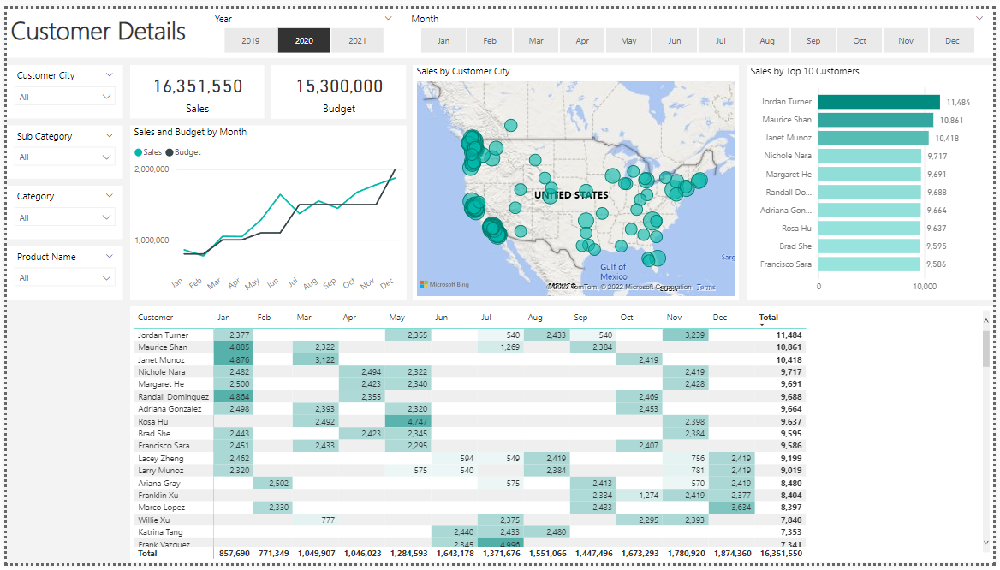 Customer Details
Year
2019 2020 2021
Month
Jan Feb Mar Apr May Jun Jul Aug Sep Oct Nov Dec
Customer City
All
Sub Category
All
Category
All
Product Name
All
16,351,550
Sales
15,300,000
Budget
Sales and Budget by Month
Sales Budget
2,000,000
1,000,000
Jan Feb Mar Apr May Jun Jul Aug Sep Oct Nov Dec
Sales by Customer City
UNITED STATES
Gulf of
Mexico
Sarg
MEXICO
CUBA
Microsoft Bing
TomTom, © 2022 Microsoft Corporation Terms
Sales by Top 10 Customers
Jordan Turner 11,484
Maurice Shan 10,861
Janet Munoz 10,418
Nichole Nara 9,717
Margaret He 9,691
Randall Do... 9,688
Adriana Gon... 9,664
Rosa Hu 9,637
Brad She 9,595
Francisco Sara 9,586
0 10,000
Customer Jan Feb Mar Apr May Jun Jul Aug Sep Oct Nov Dec Total
Jordan Turner 2,377 2,355 540 2,433 540 3,239 11,484
Maurice Shan 4,885 2,322 1,269 2,384 10,861
Janet Munoz 4,876 3,122 2,419 10,418
Nichole Nara 2,482 2,494 2,322 2,419 9,717
Margaret He 2,500 2,423 2,340 2,428 9,691
Randall Dominguez 4,864 2,355 2,469 9,688
Adriana Gonzalez 2,498 2,393 2,320 2,453 9,664
Rosa Hu 2,492 4,747 2,398 9,637
Brad She 2,443 2,423 2,345 2,384 9,595
Francisco Sara 2,451 2,433 2,295 2,407 9,586
Lacey Zheng 2,462 594 549 2,419 756 2,419 9,199
Larry Munoz 2,320 575 540 2,384 781 2,419 9,019
Ariana Gray 2,502 575 2,413 570 2,419 8,480
Franklin Xu 2,334 1,274 2,419 2,377 8,404
Marco Lopez 2,330 2,433 3,634 8,397
Willie Xu 777 2,375 2,295 2,393 7,840
Katrina Tang 2,440 2,433 2,480 7,353
Frank Vazquez 2,345 4,996 7,341
Total 857,690 771,349 1,049,907 1,046,023 1,284,593 1,643,178 1,371,676 1,551,066 1,447,496 1,673,293 1,780,920 1,874,360 16,351,550